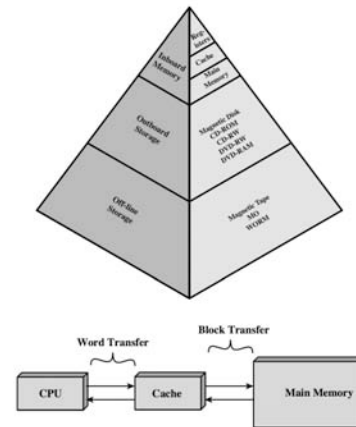 Reg-
isters
Cache
Main
Memory
Inboard
Memory
Outboard
Storage
Magnetic Disk
CD-ROM
CD-RW
DVD-RW
DVD-RAM
Off-line
Storage
Magnetic Tape
MO
WORM
Word Transfer
Block Transfer
CPU
Cache
Main Memory